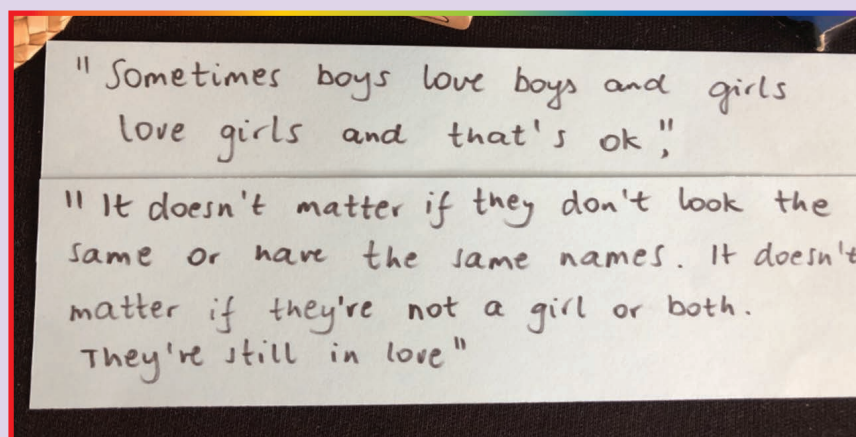 " Sometimes boys love boys and girls
love girls and that's ok ",
" It doesn't matter if they don't look the
same or have the same names. It doesn't
matter if they're not a girl or both.
They're still in love "